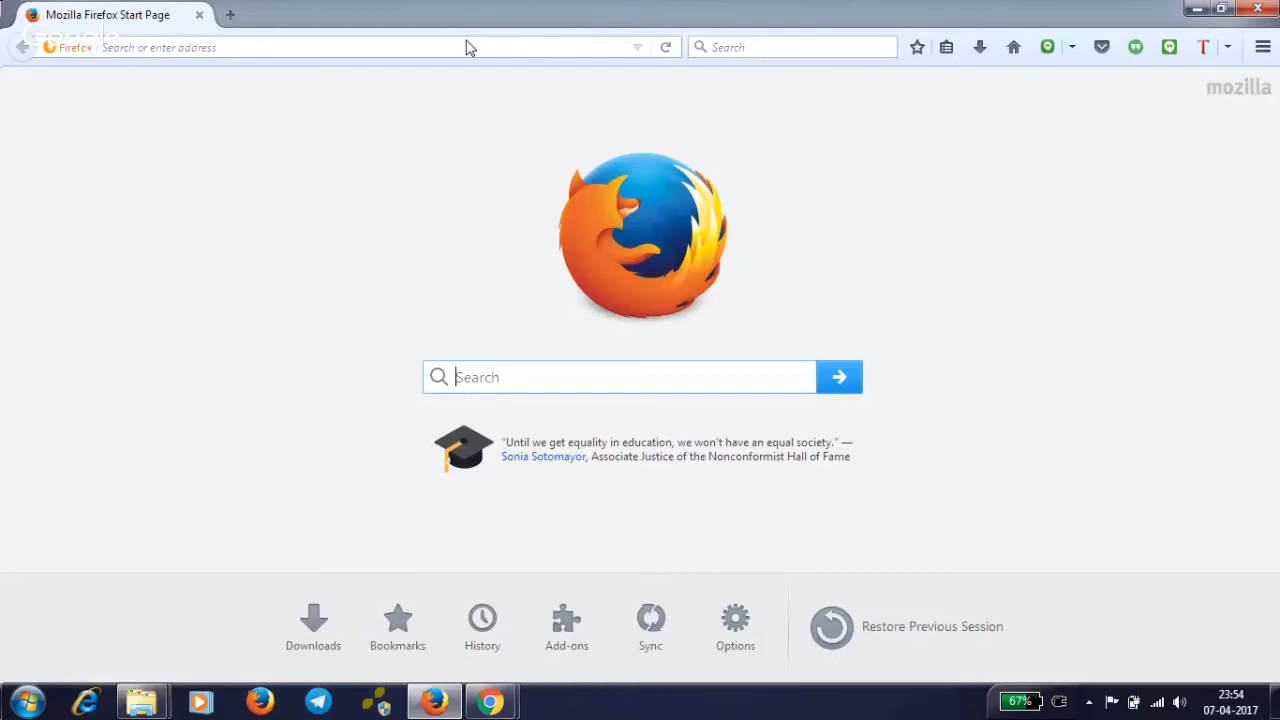 Mozilla Firefox Start Page
Google
Firefox
Search or enter address
Search
T
mozilla
Search
"Until we get equality in education, we won't have an equal society." —
Sonia Sotomayor, Associate Justice of the Nonconformist Hall of Fame
Downloads
Bookmarks
History
Add-ons
Sync
Options
Restore Previous Session
67%
23:54
07-04-2017